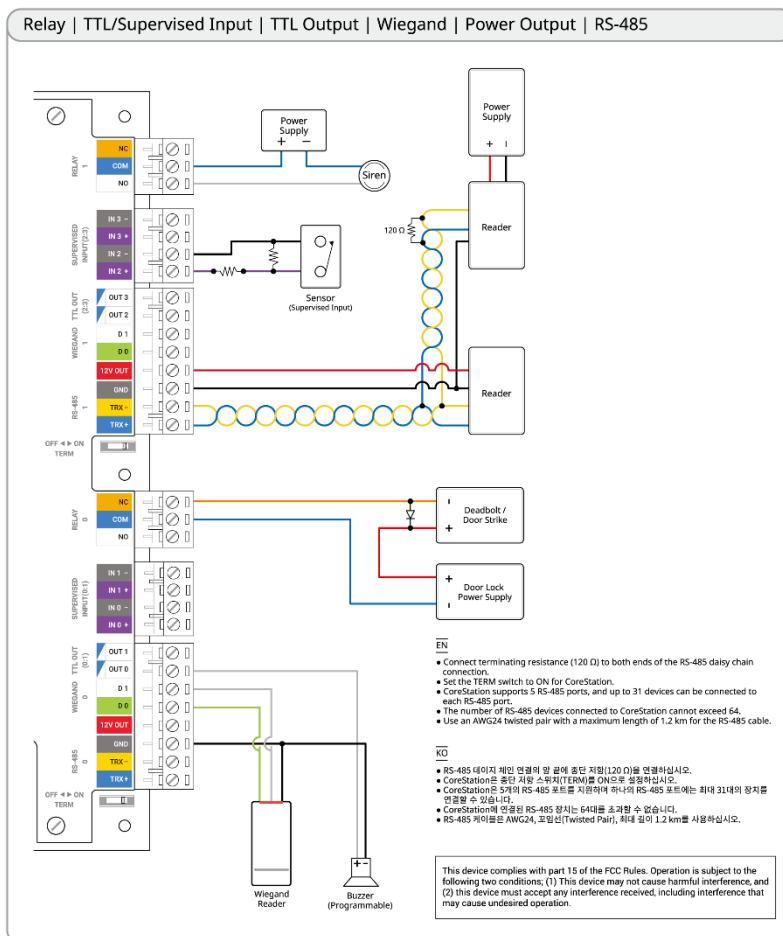 Relay | TTL/Supervised Input | TTL Output | Wiegand | Power Output | RS-485
Power
Supply
+ −
Siren
Power
Supply
+ −
Reader
120 Ω
RELAY
1
NC
COM
NO
SUPERVISED
INPUT(2:3)
IN 3 −
IN 3 +
IN 2 −
IN 2 +
Sensor
(Supervised Input)
TTL OUT
(2:3)
OUT 3
OUT 2
WIEGAND
1
D 1
D 0
12V OUT
GND
RS-485
1
TRX −
TRX +
Reader
OFF ◄ ► ON
TERM
RELAY
0
NC
COM
NO
−
Deadbolt /
Door Strike
+
+
Door Lock
Power Supply
−
SUPERVISED
INPUT(0:1)
IN 1 −
IN 1 +
IN 0 −
IN 0 +
TTL OUT
(0:1)
OUT 1
OUT 0
WIEGAND
0
D 1
D 0
12V OUT
GND
RS-485
0
TRX −
TRX +
OFF ◄ ► ON
TERM
Wiegand
Reader
+ −
Buzzer
(Programmable)
EN
● Connect terminating resistance (120 Ω) to both ends of the RS-485 daisy chain
connection.
● Set the TERM switch to ON for CoreStation.
● CoreStation supports 5 RS-485 ports, and up to 31 devices can be connected to
each RS-485 port.
● The number of RS-485 devices connected to CoreStation cannot exceed 64.
● Use an AWG24 twisted pair with a maximum length of 1.2 km for the RS-485 cable.
KO
● RS-485 데이지 체인 연결의 양 끝에 종단 저항(120 Ω)을 연결하십시오.
● CoreStation은 종단 저항 스위치(TERM)를 ON으로 설정하십시오.
● CoreStation은 5개의 RS-485 포트를 지원하며 하나의 RS-485 포트에는 최대 31대의 장치를
연결할 수 있습니다.
● CoreStation에 연결된 RS-485 장치는 64대를 초과할 수 없습니다.
● RS-485 케이블은 AWG24, 꼬임선(Twisted Pair), 최대 길이 1.2 km를 사용하십시오.
This device complies with part 15 of the FCC Rules. Operation is subject to the
following two conditions; (1) This device may not cause harmful interference, and
(2) this device must accept any interference received, including interference that
may cause undesired operation.